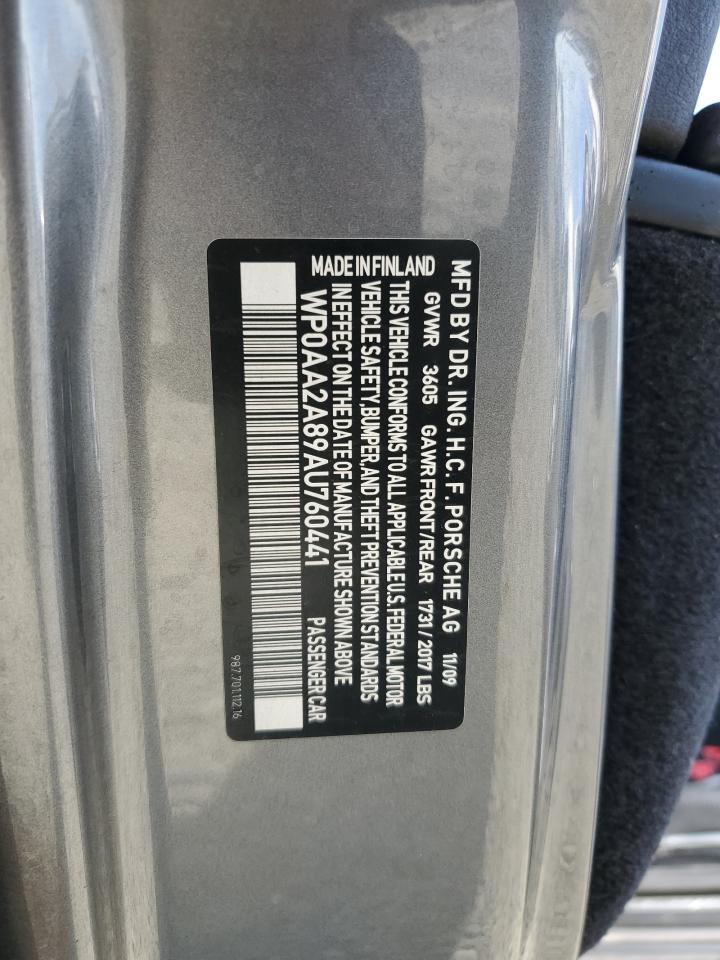 MFD BY DR. ING. H.C. F. PORSCHE AG 11/09
GVWR 3605 GAWR FRONT/REAR 1731 / 2017 LBS
THIS VEHICLE CONFORMS TO ALL APPLICABLE U.S. FEDERAL MOTOR
VEHICLE SAFETY, BUMPER, AND THEFT PREVENTION STANDARDS
IN EFFECT ON THE DATE OF MANUFACTURE SHOWN ABOVE
MADE IN FINLAND
WP0AA2A89AU760441 PASSENGER CAR
987.701.112.16